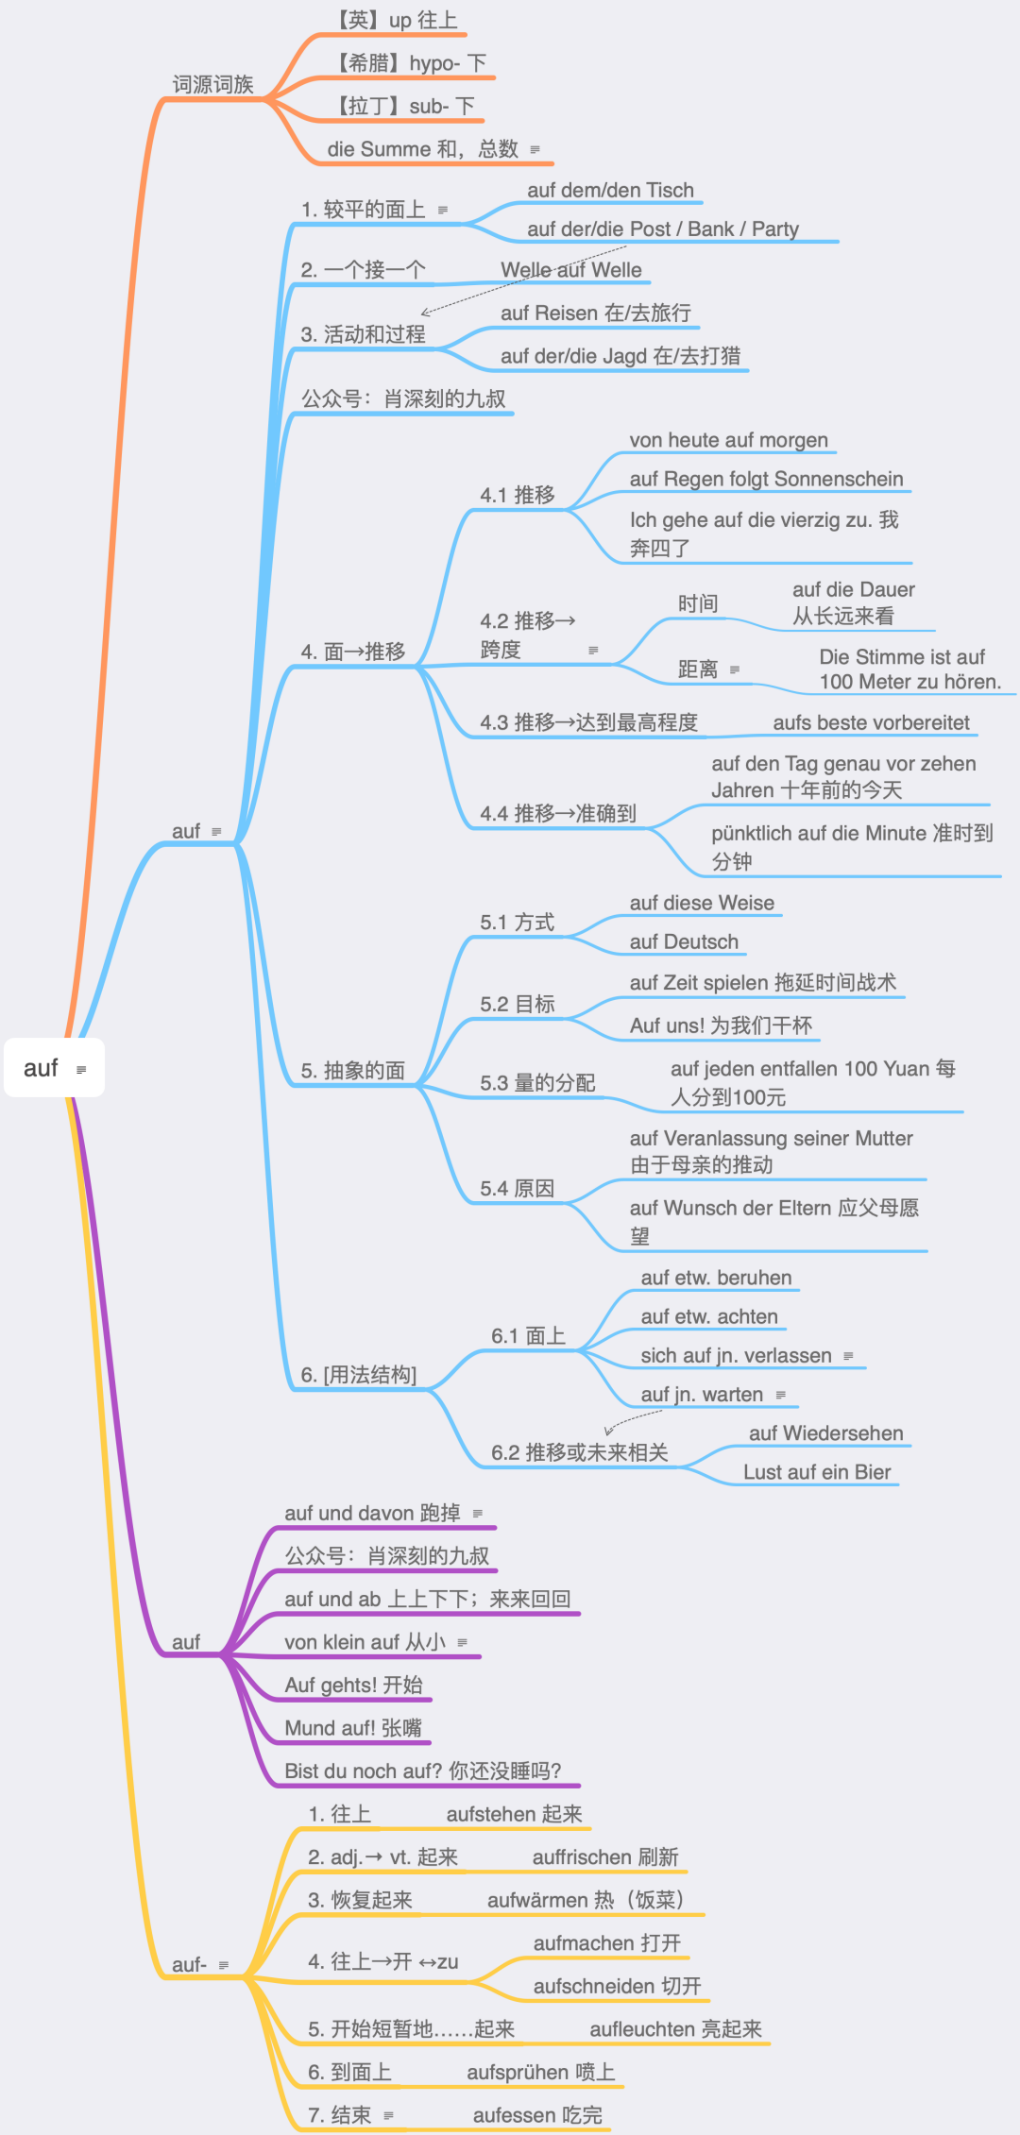 【英】up 往上
【希腊】hypo- 下
词源词族
【拉丁】sub- 下
die Summe 和，总数
auf dem/den Tisch
1. 较平的面上
auf der/die Post / Bank / Party
2. 一个接一个
Welle auf Welle
auf Reisen 在/去旅行
3. 活动和过程
auf der/die Jagd 在/去打猎
公众号：肖深刻的九叔
von heute auf morgen
4.1 推移
auf Regen folgt Sonnenschein
Ich gehe auf die vierzig zu. 我
奔四了
auf die Dauer
从长远来看
时间
4.2 推移→
跨度
4. 面→推移
距离
Die Stimme ist auf
100 Meter zu hören.
4.3 推移→达到最高程度
aufs beste vorbereitet
auf den Tag genau vor zehen
Jahren 十年前的今天
4.4 推移→准确到
pünktlich auf die Minute 准时到
分钟
auf
auf diese Weise
5.1 方式
auf Deutsch
auf Zeit spielen 拖延时间战术
5.2 目标
Auf uns! 为我们干杯
auf
5. 抽象的面
5.3 量的分配
auf jeden entfallen 100 Yuan 每
人分到100元
auf Veranlassung seiner Mutter
由于母亲的推动
5.4 原因
auf Wunsch der Eltern 应父母愿
望
auf etw. beruhen
auf etw. achten
6.1 面上
sich auf jn. verlassen
6. [用法结构]
auf jn. warten
auf Wiedersehen
6.2 推移或未来相关
Lust auf ein Bier
auf und davon 跑掉
公众号：肖深刻的九叔
auf und ab 上上下下；来来回回
auf
von klein auf 从小
Auf gehts! 开始
Mund auf! 张嘴
Bist du noch auf? 你还没睡吗?
1. 往上
aufstehen 起来
2. adj.→ vt. 起来
auffrischen 刷新
3. 恢复起来
aufwärmen 热（饭菜）
aufmachen 打开
auf-
4. 往上→开 ↔zu
aufschneiden 切开
5. 开始短暂地……起来
aufleuchten 亮起来
6. 到面上
aufsprühen 喷上
7. 结束
aufessen 吃完